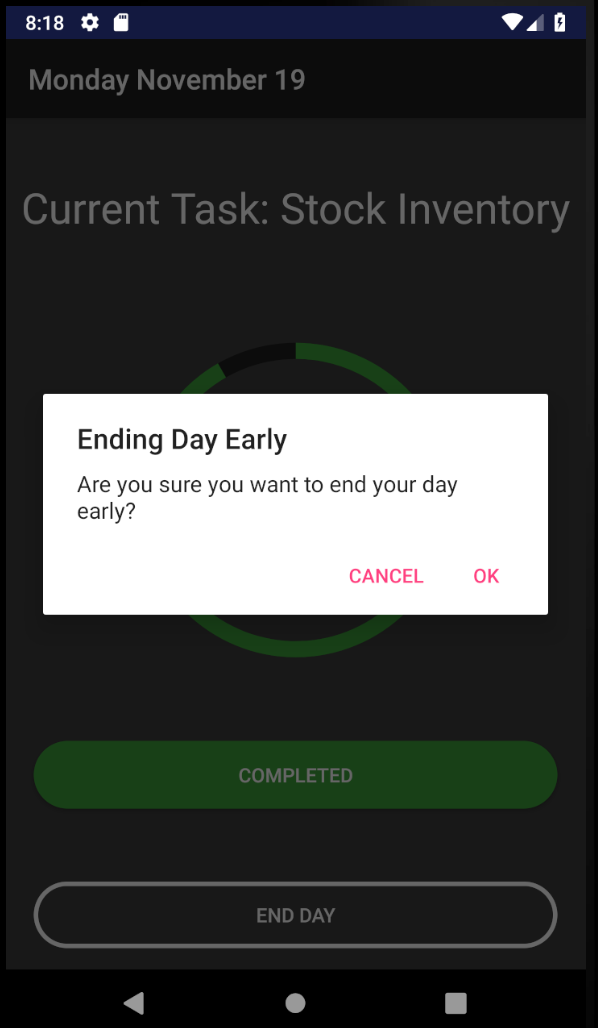 8:18
Monday November 19
Current Task: Stock Inventory
Ending Day Early
Are you sure you want to end your day
early?
CANCEL OK
COMPLETED
END DAY